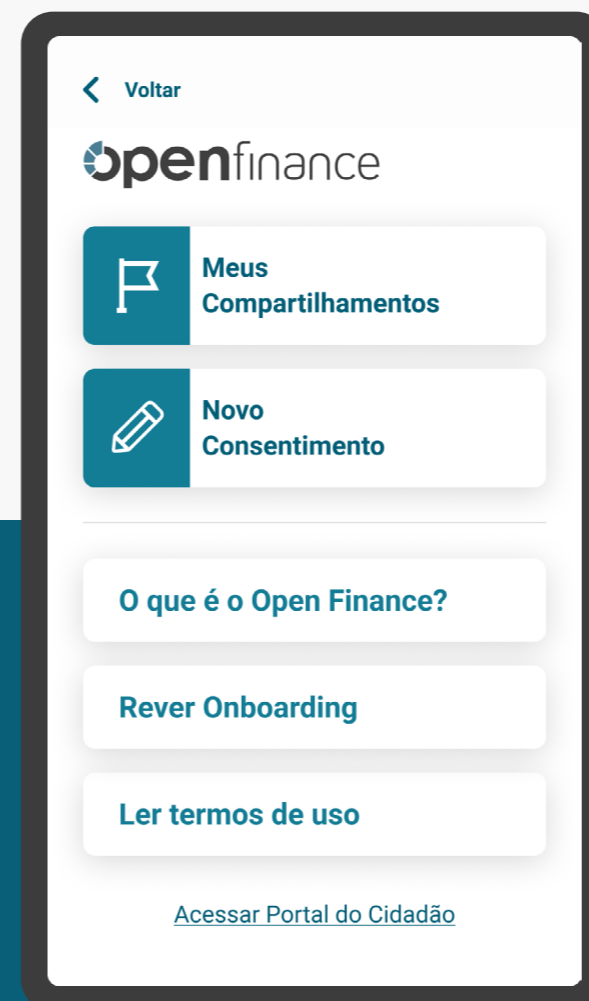 Voltar
openfinance
Meus
Compartilhamentos
Novo
Consentimento
O que é o Open Finance?
Rever Onboarding
Ler termos de uso
Acessar Portal do Cidadão